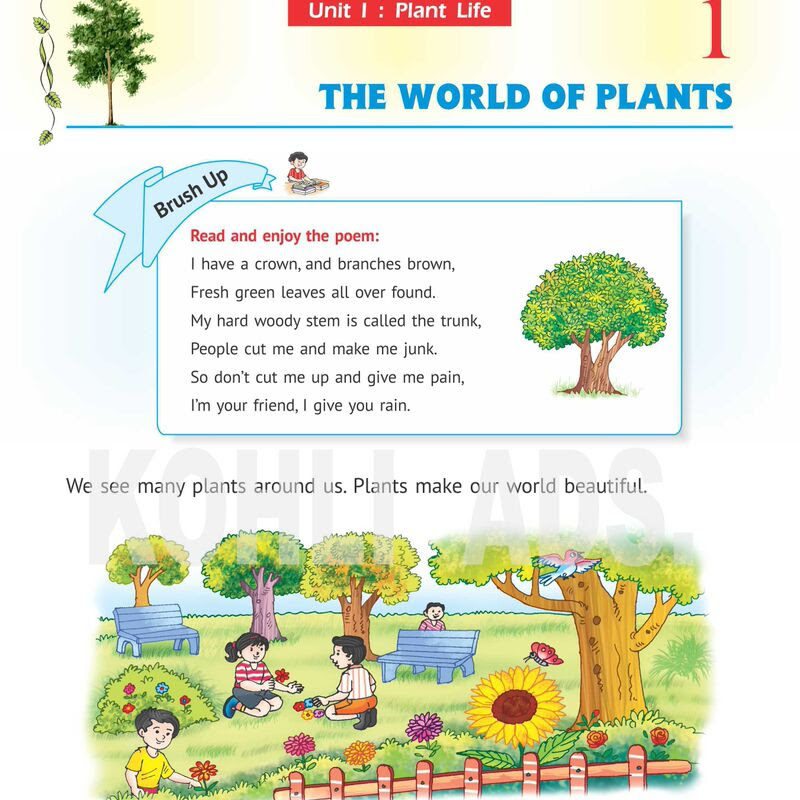 Unit 1 : Plant Life
1
THE WORLD OF PLANTS
Brush Up
Read and enjoy the poem:
I have a crown, and branches brown,
Fresh green leaves all over found.
My hard woody stem is called the trunk,
People cut me and make me junk.
So don't cut me up and give me pain,
I'm your friend, I give you rain.
We see many plants around us. Plants make our world beautiful.
KOHLI ADS.